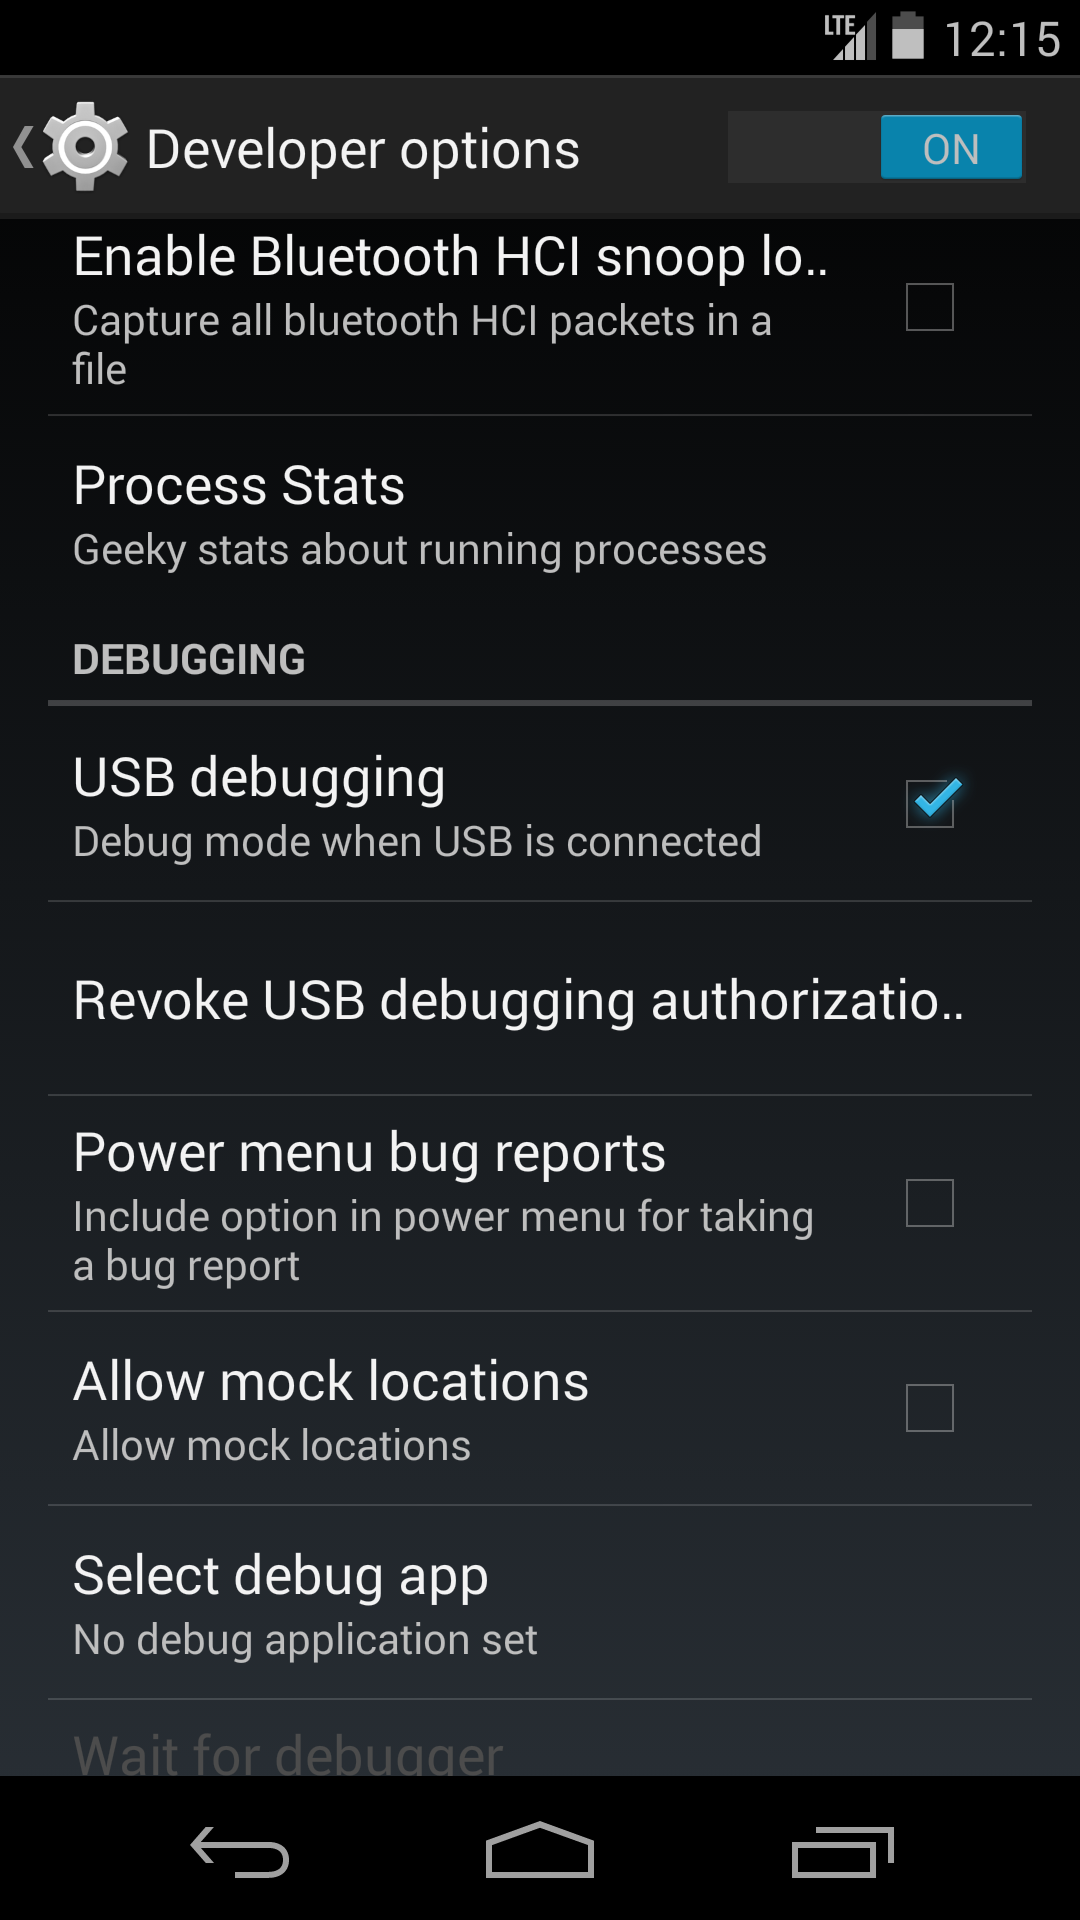 LTE 12:15
Developer options ON
Enable Bluetooth HCI snoop lo..
Capture all bluetooth HCI packets in a
file
Process Stats
Geeky stats about running processes
DEBUGGING
USB debugging
Debug mode when USB is connected
Revoke USB debugging authorizatio..
Power menu bug reports
Include option in power menu for taking
a bug report
Allow mock locations
Allow mock locations
Select debug app
No debug application set
Wait for debugger